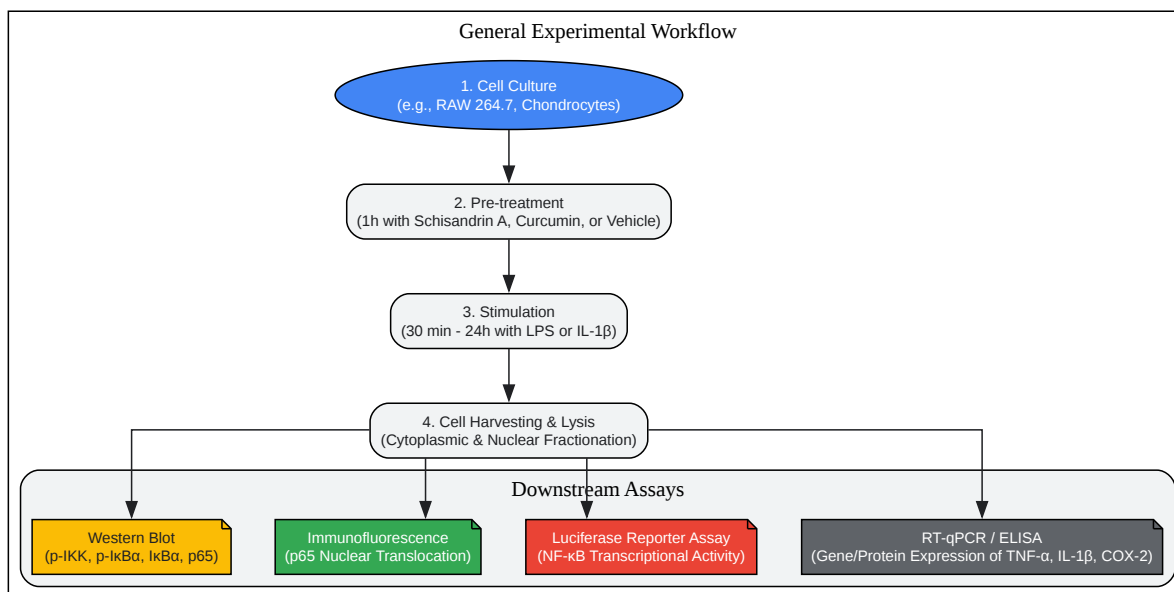 General Experimental Workflow
1. Cell Culture
(e.g., RAW 264.7, Chondrocytes)
2. Pre-treatment
(1h with Schisandrin A, Curcumin, or Vehicle)
3. Stimulation
(30 min - 24h with LPS or IL-1β)
4. Cell Harvesting & Lysis
(Cytoplasmic & Nuclear Fractionation)
Downstream Assays
Western Blot
(p-IKK, p-IκBα, IκBα, p65)
Immunofluorescence
(p65 Nuclear Translocation)
Luciferase Reporter Assay
(NF-κB Transcriptional Activity)
RT-qPCR / ELISA
(Gene/Protein Expression of TNF-α, IL-1β, COX-2)